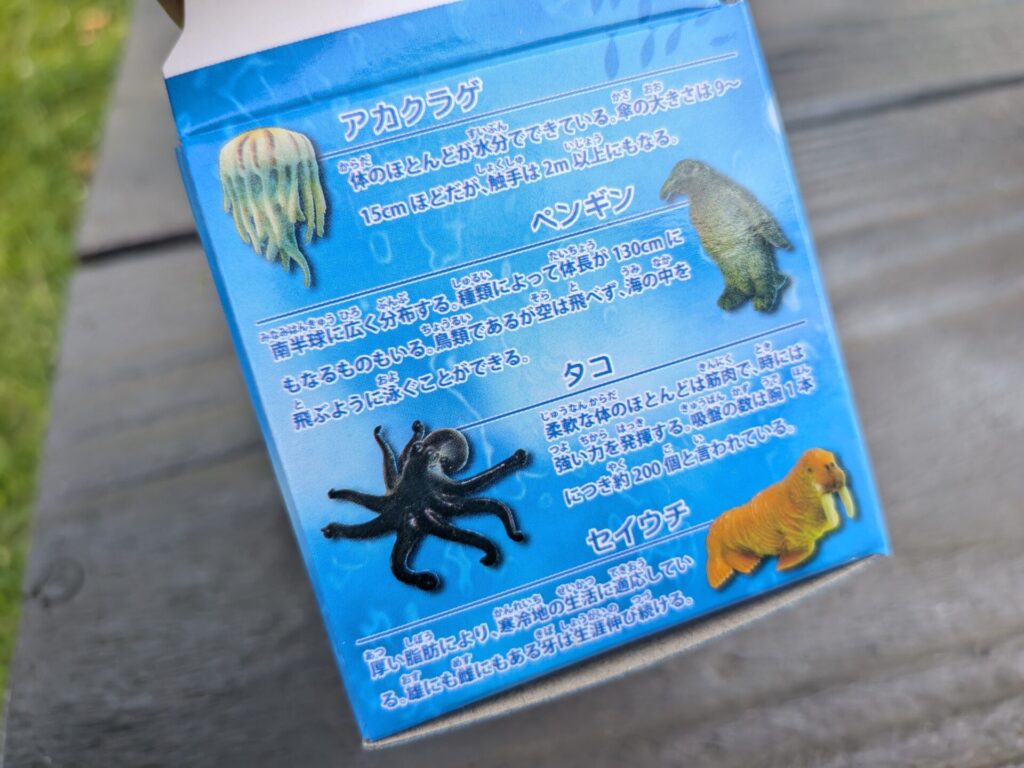 アカクラゲ
体のほとんどが水分でできている。傘の大きさは9〜
15cmほどだが、触手は2m以上にもなる。
ペンギン
南半球に広く分布する。種類によって体長が130cmに
もなるものもいる。鳥類であるが空は飛べず、海の中を
飛ぶように泳ぐことができる。
タコ
柔軟な体のほとんどは筋肉で、時には
強い力を発揮する。吸盤の数は腕1本
につき約200個と言われている。
セイウチ
厚い脂肪により、寒冷地の生活に適応してい
る。雄にも雌にもある牙は生涯伸び続ける。